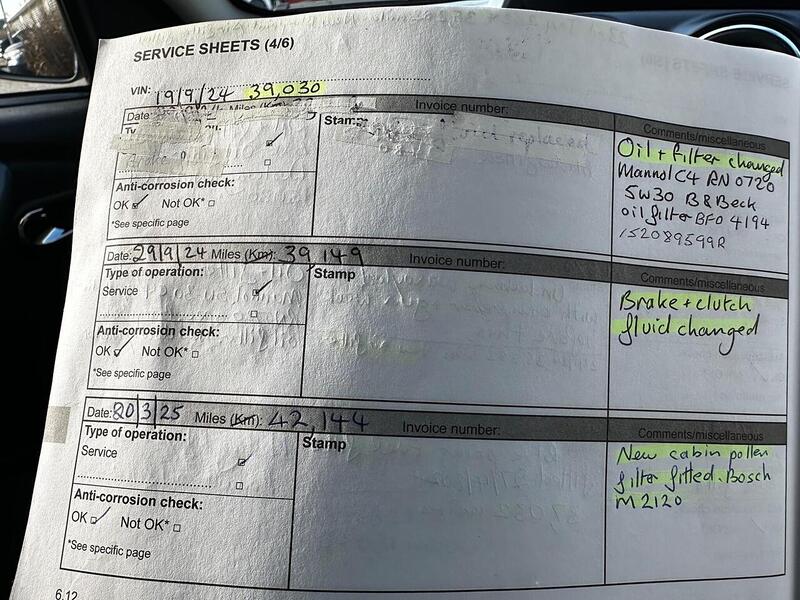 SERVICE SHEETS (4/6)
VIN: 19/9/24 39,030
Date: Miles (Km): Invoice number:
Stamp Comments/miscellaneous
Oil + filter changed
Mannol C4 RN 0720
5W30 B&Beck
oil filter BFO 4194
152089599R
Anti-corrosion check:
OK Not OK*
*See specific page
Date: 29/9/24 Miles (Km): 39,149 Invoice number:
Type of operation: Stamp Comments/miscellaneous
Service
Brake + clutch
fluid changed
Anti-corrosion check:
OK Not OK*
*See specific page
Date: 20/3/25 Miles (Km): 42,144 Invoice number:
Type of operation: Stamp Comments/miscellaneous
Service
New cabin pollen
filter fitted. Bosch
M2120
Anti-corrosion check:
OK Not OK*
*See specific page
6.12